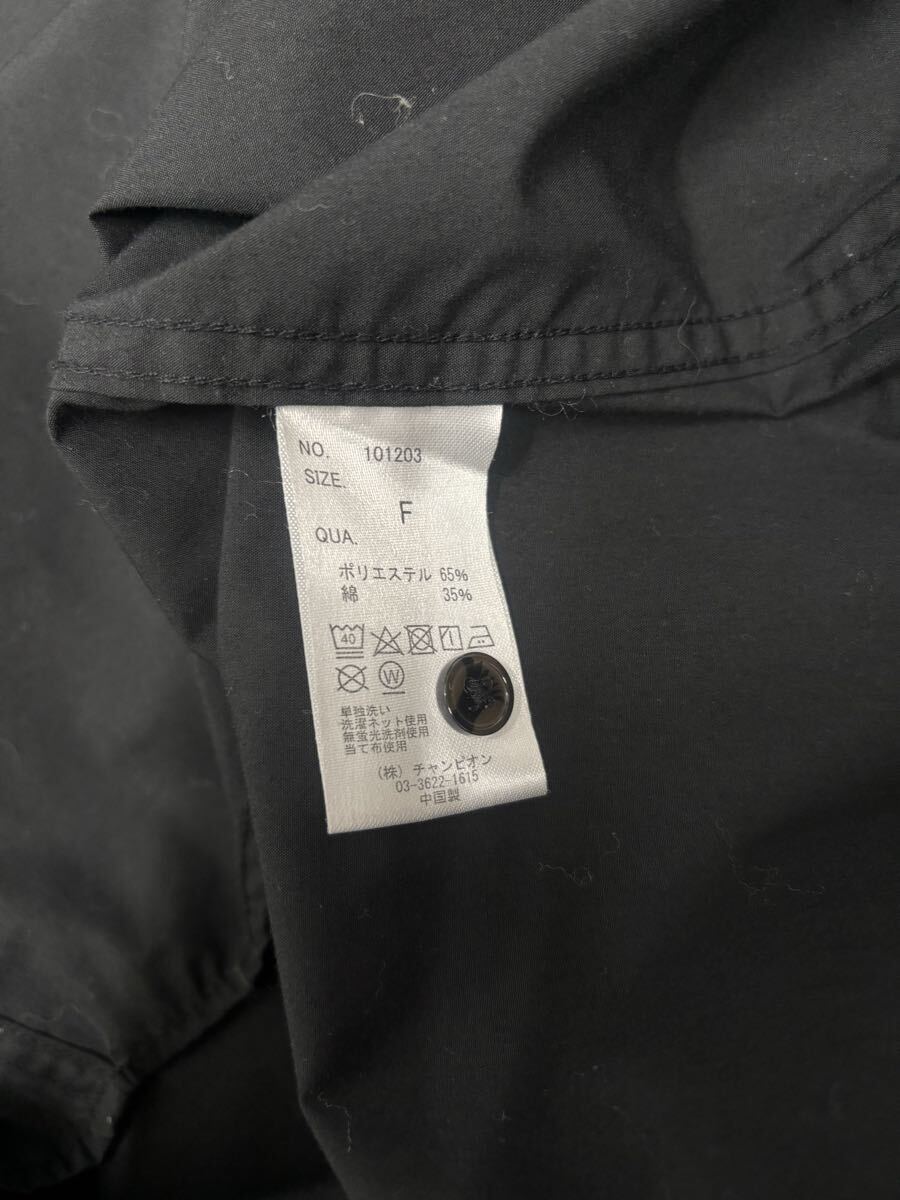 NO. 101203
SIZE.
F
QUA.
ポリエステル 65%
綿 35%
40
W
単独洗い
洗濯ネット使用
無蛍光洗剤使用
当て布使用
(株) チャンピオン
03-3622-1615
中国製